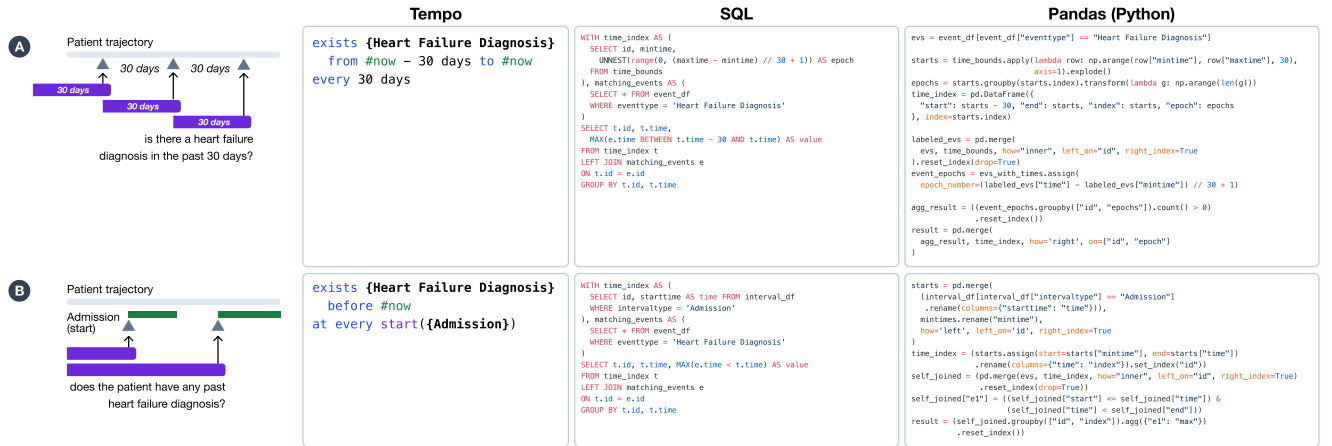 Tempo
SQL
Pandas (Python)
A
Patient trajectory
30 days
30 days
30 days
30 days
30 days
is there a heart failure
diagnosis in the past 30 days?
exists {Heart Failure Diagnosis}
  from #now − 30 days to #now
every 30 days
WITH time_index AS (
  SELECT id, mintime,
    UNNEST(range(0, (maxtime - mintime) // 30 + 1)) AS epoch
  FROM time_bounds
), matching_events AS (
  SELECT * FROM event_df
  WHERE eventtype = 'Heart Failure Diagnosis'
)
SELECT t.id, t.time,
  MAX(e.time BETWEEN t.time - 30 AND t.time) AS value
FROM time_index t
LEFT JOIN matching_events e
ON t.id = e.id
GROUP BY t.id, t.time
evs = event_df[event_df["eventtype"] == "Heart Failure Diagnosis"]
starts = time_bounds.apply(lambda row: np.arange(row["mintime"], row["maxtime"], 30),
                           axis=1).explode()
epochs = starts.groupby(starts.index).transform(lambda g: np.arange(len(g)))
time_index = pd.DataFrame({
  "start": starts - 30, "end": starts, "index": starts, "epoch": epochs
}, index=starts.index)
labeled_evs = pd.merge(
  evs, time_bounds, how="inner", left_on="id", right_index=True
).reset_index(drop=True)
event_epochs = evs_with_times.assign(
  epoch_number=(labeled_evs["time"] - labeled_evs["mintime"]) // 30 + 1)
agg_result = ((event_epochs.groupby(["id", "epochs"]).count() > 0)
              .reset_index())
result = pd.merge(
  agg_result, time_index, how='right', on=["id", "epoch"]
)
B
Patient trajectory
Admission
(start)
does the patient have any past
heart failure diagnosis?
exists {Heart Failure Diagnosis}
  before #now
at every start({Admission})
WITH time_index AS (
  SELECT id, starttime AS time FROM interval_df
  WHERE intervaltype = 'Admission'
), matching_events AS (
  SELECT * FROM event_df
  WHERE eventtype = 'Heart Failure Diagnosis'
)
SELECT t.id, t.time, MAX(e.time < t.time) AS value
FROM time_index t
LEFT JOIN matching_events e
ON t.id = e.id
GROUP BY t.id, t.time
starts = pd.merge(
  (interval_df[interval_df["intervaltype"] == "Admission"]
   .rename(columns={"starttime": "time"})),
  mintimes.rename("mintime"),
  how='left', left_on='id', right_index=True
)
time_index = (starts.assign(start=starts["mintime"], end=starts["time"])
              .rename(columns={"time": "index"}).set_index("id"))
self_joined = (pd.merge(evs, time_index, how="inner", left_on="id", right_index=True)
               .reset_index(drop=True))
self_joined["e1"] = ((self_joined["start"] <= self_joined["time"]) &
                     (self_joined["time"] < self_joined["end"]))
result = (self_joined.groupby(["id", "index"]).agg({"e1": "max"})
          .reset_index())